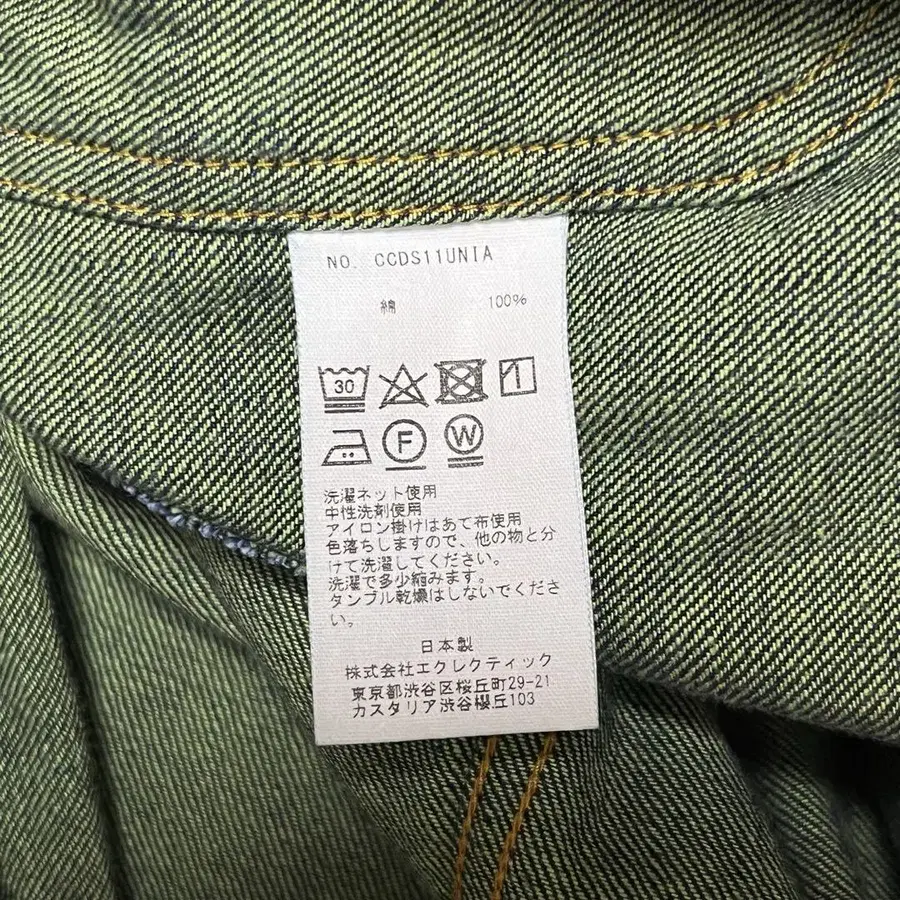 NO. CCDS11UNIA
綿 100%
30
F W
洗濯ネット使用
中性洗剤使用
アイロン掛けはあて布使用
色落ちしますので、他の物と分
けて洗濯してください。
洗濯で多少縮みます。
タンブル乾燥はしないでくださ
い。
日本製
株式会社エクレクティック
東京都渋谷区桜丘町29-21
カスタリア渋谷櫻丘103